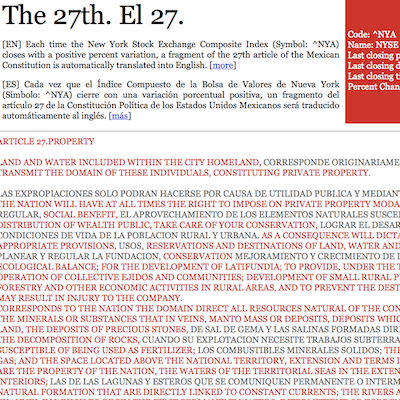 The 27th. El 27.
[EN] Each time the New York Stock Exchange Composite Index (Symbol: ^NYA)
closes with a positive percent variation, a fragment of the 27th article of the Mexican
Constitution is automatically translated into English. [more]
[ES] Cada vez que el Índice Compuesto de la Bolsa de Valores de Nueva York
(Símbolo: ^NYA) cierre con una variación porcentual positiva, un fragmento del
artículo 27 de la Constitución Política de los Estados Unidos Mexicanos será traducido
automáticamente al inglés. [más]
Code: ^NYA
Name: NYSE
Last closing
Last closing
Last closing
Percent Chan
ARTICLE 27.PROPERTY
LAND AND WATER INCLUDED WITHIN THE CITY HOMELAND, CORRESPONDE ORIGINARIAME
TRANSMIT THE DOMAIN OF THESE INDIVIDUALS, CONSTITUTING PRIVATE PROPERTY.
LAS EXPROPIACIONES SOLO PODRAN HACERSE POR CAUSA DE UTILIDAD PUBLICA Y MEDIANT
THE NATION WILL HAVE AT ALL TIMES THE RIGHT TO IMPOSE ON PRIVATE PROPERTY MODA
REGULAR, SOCIAL BENEFIT, EL APROVECHAMIENTO DE LOS ELEMENTOS NATURALES SUSCE
DISTRIBUTION OF WEALTH PUBLIC, TAKE CARE OF YOUR CONSERVATION, LOGRAR EL DESAR
CONDICIONES DE VIDA DE LA POBLACION RURAL Y URBANA. AS A CONSEQUENCE WILL DICTA
APPROPRIATE PROVISIONS, USOS, RESERVATIONS AND DESTINATIONS OF LAND, WATER AND
PLANEAR Y REGULAR LA FUNDACION, CONSERVATION MEJORAMIENTO Y CRECIMIENTO DE L
ECOLOGICAL BALANCE; FOR THE DEVELOPMENT OF LATIFUNDIA; TO PROVIDE, UNDER THE T
OPERATION OF COLLECTIVE EJIDOS AND COMMUNITIES; DEVELOPMENT OF SMALL RURAL P
FORESTRY AND OTHER ECONOMIC ACTIVITIES IN RURAL AREAS, AND TO PREVENT THE DEST
MAY RESULT IN INJURY TO THE COMPANY.
CORRESPONDS TO THE NATION THE DOMAIN DIRECT ALL RESOURCES NATURAL OF THE CON
THE MINERALS OR SUBSTANCES THAT IN VEINS, MANTO MASS OR DEPOSITS, DEPOSITS WHIC
LAND, THE DEPOSITS OF PRECIOUS STONES, DE SAL DE GEMA Y LAS SALINAS FORMADAS DIR
THE DECOMPOSITION OF ROCKS, CUANDO SU EXPLOTACION NECESITE TRABAJOS SUBTERRA
SUSCEPTIBLE OF BEING USED AS FERTILIZER; LOS COMBUSTIBLES MINERALES SOLIDOS; THE
GAS; AND THE SPACE LOCATED ABOVE THE NATIONAL TERRITORY, EXTENSION AND TERMS I
ARE THE PROPERTY OF THE NATION, THE WATERS OF THE TERRITORIAL SEAS IN THE EXTEN
INTERIORS; LAS DE LAS LAGUNAS Y ESTEROS QUE SE COMUNIQUEN PERMANENTE O INTERM
NATURAL FORMATION THAT ARE DIRECTLY LINKED TO CONSTANT CURRENTS; THE RIVERS A